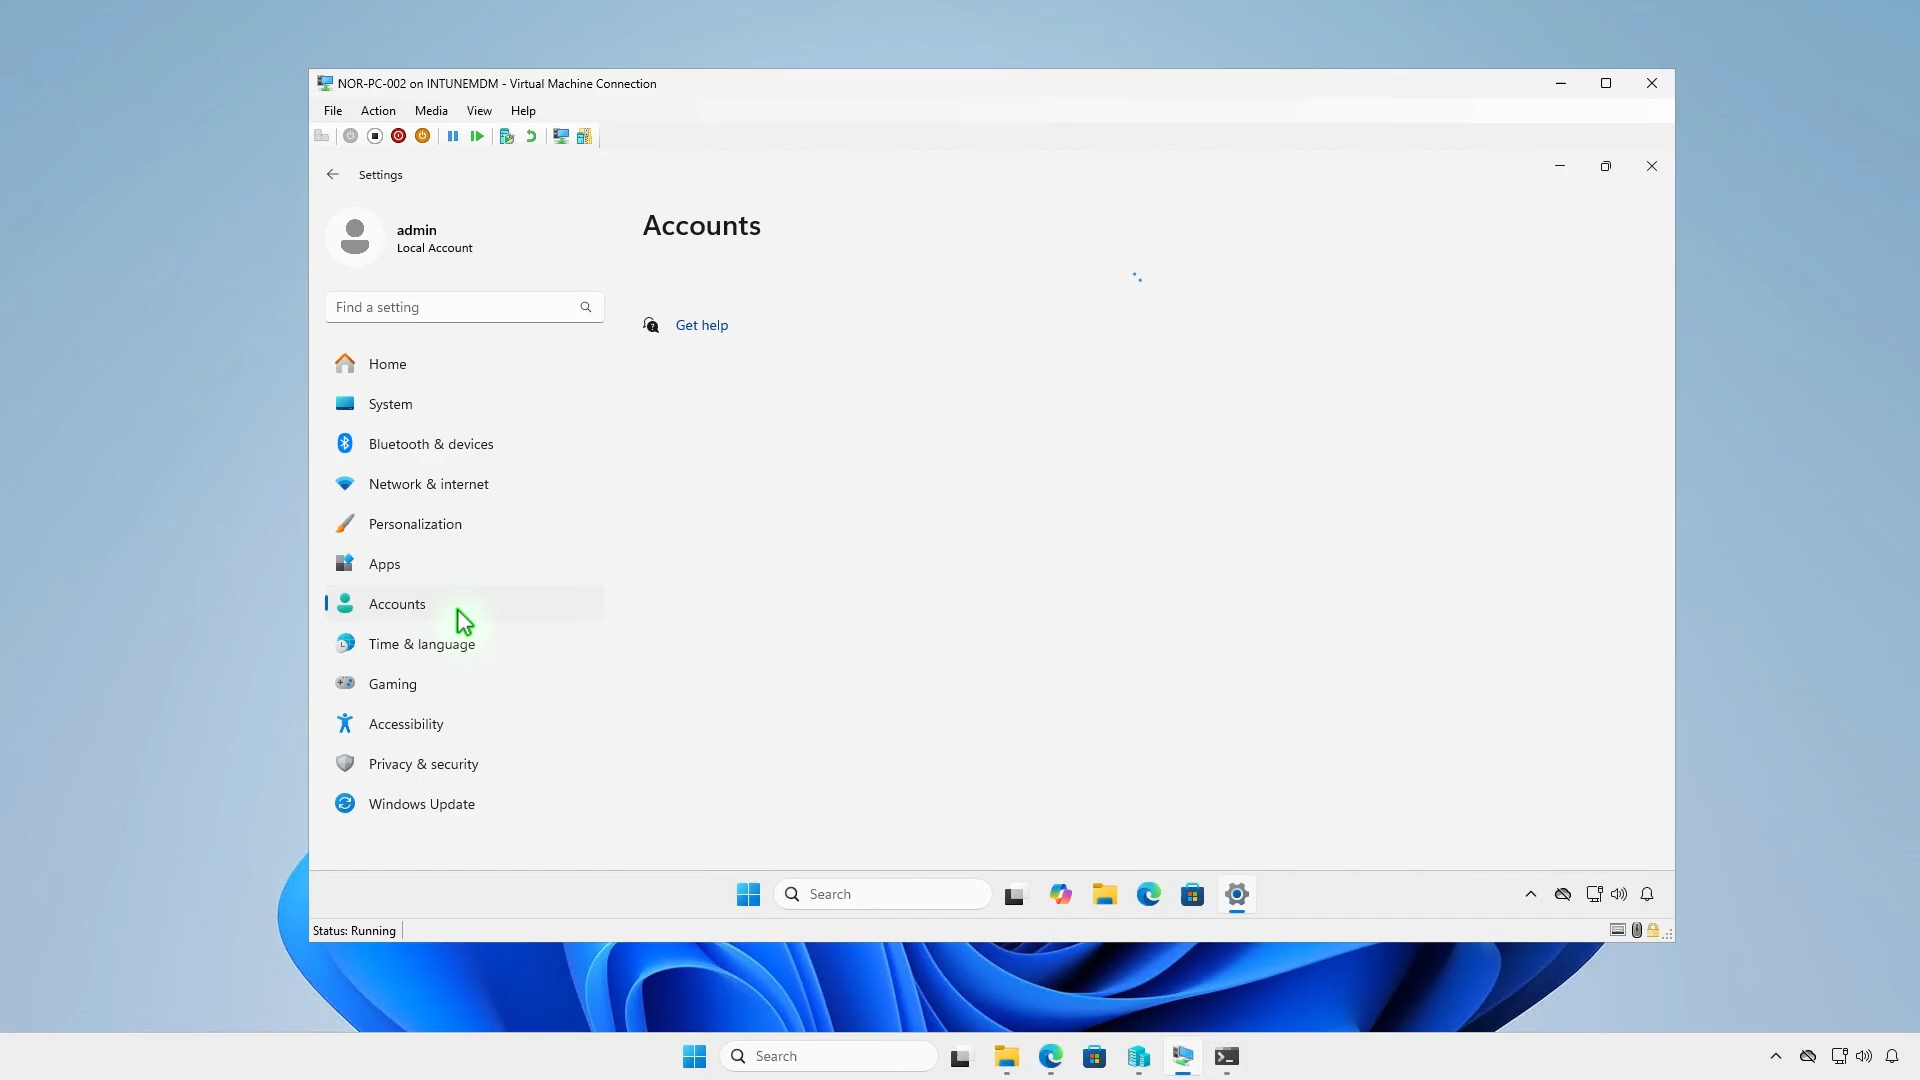 NOR-PC-002 on INTUNEMDM - Virtual Machine Connection
File Action Media View Help
Settings
admin
Local Account
Find a setting
Home
System
Bluetooth & devices
Network & internet
Personalization
Apps
Accounts
Time & language
Gaming
Accessibility
Privacy & security
Windows Update
Accounts
Get help
Search
Status: Running
Search